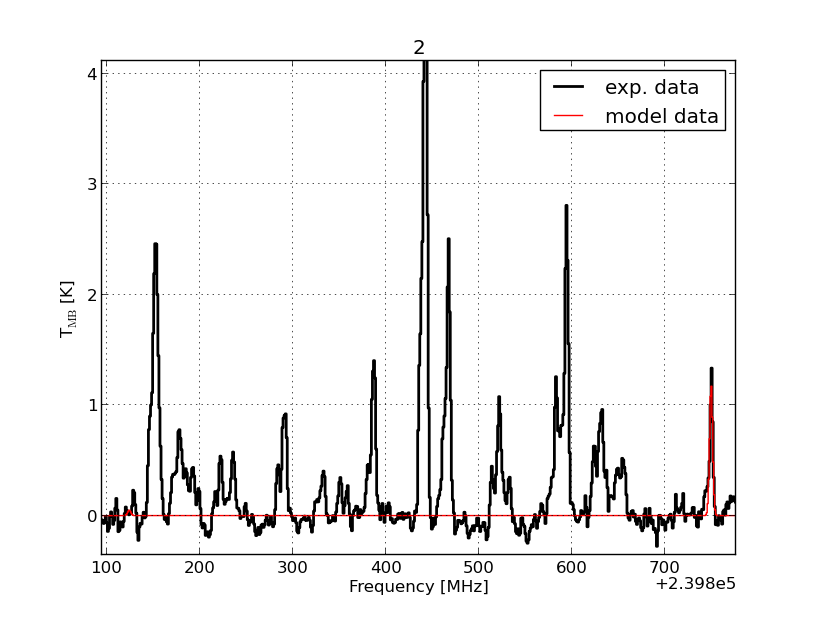 2
4
3
2
1
0
T_MB [K]
exp. data
model data
100 200 300 400 500 600 700
+2.398e5
Frequency [MHz]